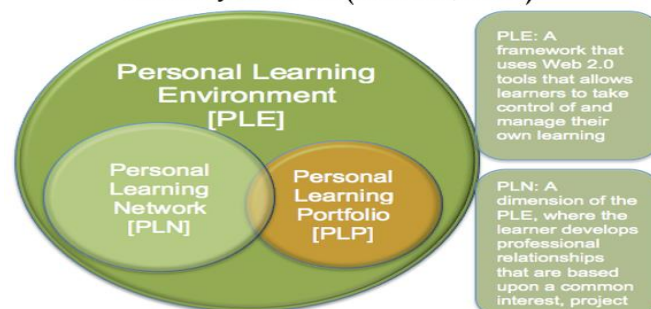 Personal Learning
Environment
[PLE]
Personal
Learning
Network
[PLN]
Personal
Learning
Portfolio
[PLP]
PLE: A
framework that
uses Web 2.0
tools that allows
learners to take
control of and
manage their
own learning
PLN: A
dimension of the
PLE, where the
learner develops
professional
relationships
that are based
upon a common
interest, project